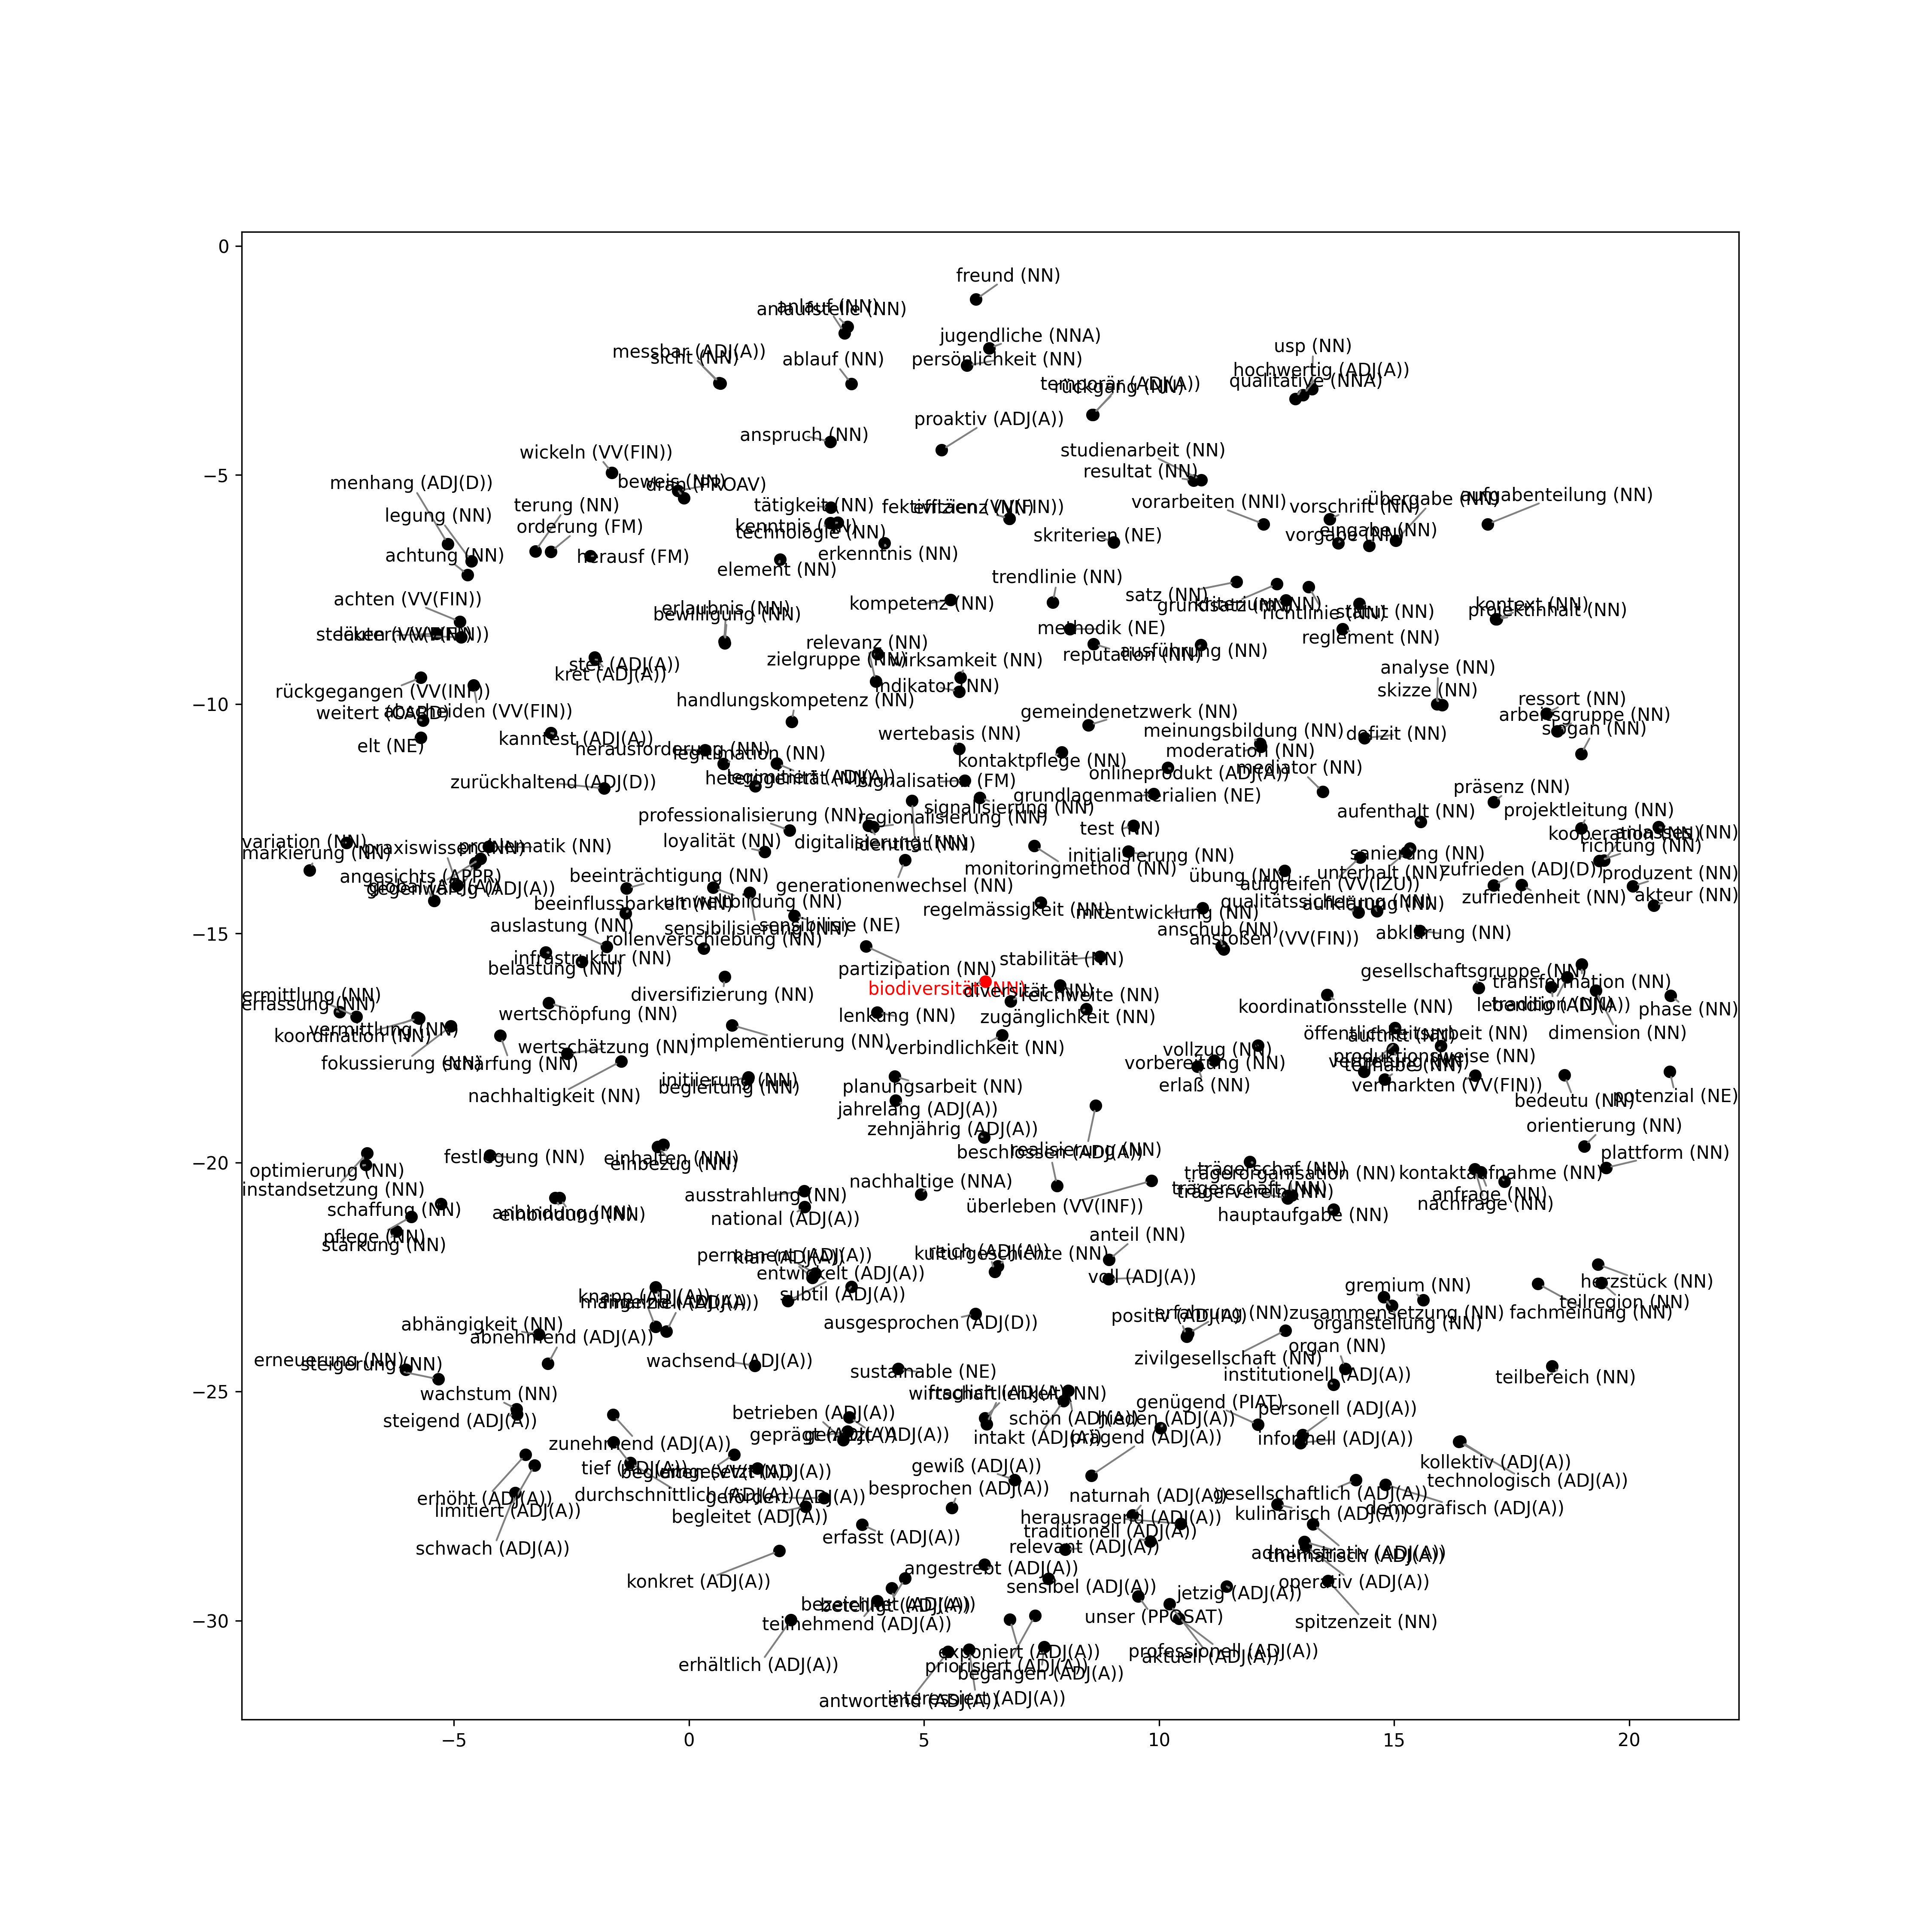 freund (NN)
anlauf (NN)
anlaufstelle (NN)
jugendliche (NNA)
usp (NN)
messbar (ADJ(A))
sicht (NN)
ablauf (NN)
persönlichkeit (NN)
hochwertig (ADJ(A))
qualitative (NNA)
temporär (ADJ(A))
rückgang (NN)
proaktiv (ADJ(A))
anspruch (NN)
wickeln (VV(FIN))
studienarbeit (NN)
resultat (NN)
menhang (ADJ(D))
beweis (NN)
dran (PROAV)
terung (NN)
tätigkeit (NN)
vorarbeiten (NNI)
vorschrift (NN)
übergabe (NN)
aufgabenteilung (NN)
legung (NN)
orderung (FM)
kenntnis (NN)
technologie (NN)
skriterien (NE)
vorgabe (NN)
eingabe (NN)
achtung (NN)
herausf (FM)
erkenntnis (NN)
element (NN)
trendlinie (NN)
achten (VV(FIN))
erlaubnis (NN)
bewilligung (NN)
kompetenz (NN)
satz (NN)
grundsatz (NN)
kriterium (NN)
richtlinie (NN)
statut (NN)
kontext (NN)
projektinhalt (NN)
methodik (NE)
reglement (NN)
relevanz (NN)
zielgruppe (NN)
wirksamkeit (NN)
reputation (NN)
ausführung (NN)
stet (ADJ(A))
kret (ADJ(A))
indikator (NN)
analyse (NN)
skizze (NN)
rückgegangen (VV(INF))
handlungskompetenz (NN)
ressort (NN)
arbeitsgruppe (NN)
slogan (NN)
weitert (CARD)
gemeindenetzwerk (NN)
meinungsbildung (NN)
defizit (NN)
elt (NE)
kanntest (ADJ(A))
herausforderung (NN)
legitimation (NN)
wertebasis (NN)
moderation (NN)
kontaktpflege (NN)
onlineprodukt (ADJ(A))
mediator (NN)
zurückhaltend (ADJ(D))
heterogenität (NN)
legitimiert (ADJ(A))
signalisation (FM)
grundlagenmaterialien (NE)
präsenz (NN)
signalisierung (NN)
aufenthalt (NN)
projektleitung (NN)
professionalisierung (NN)
regionalisierung (NN)
test (NN)
kooperation (NN)
variation (NN)
markierung (NN)
praxiswissen (NN)
problematik (NN)
loyalität (NN)
digitalisierung (NN)
identität (NN)
initialisierung (NN)
sanierung (NN)
richtung (NN)
angesichts (APPR)
global (ADJ(A))
gegenwärtig (ADJ(A))
beeinträchtigung (NN)
generationenwechsel (NN)
monitoringmethod (NN)
übung (NN)
aufgreifen (VV(IZU))
unterhalt (NN)
zufrieden (ADJ(D))
produzent (NN)
beeinflussbarkeit (NN)
umweltbildung (NN)
regelmässigkeit (NN)
mitentwicklung (NN)
qualitätssicherung (NN)
aufklärung (NN)
zufriedenheit (NN)
akteur (NN)
auslastung (NN)
sensibilisierung (NN)
sensibilisie (NE)
rollenverschiebung (NN)
anschub (NN)
anstoßen (VV(FIN))
abklärung (NN)
infrastruktur (NN)
belastung (NN)
partizipation (NN)
stabilität (NN)
gesellschaftsgruppe (NN)
transformation (NN)
biodiversität (NN)
diversität (NN)
reichweite (NN)
diversifizierung (NN)
ermittlung (NN)
erfassung (NN)
wertschöpfung (NN)
lenkung (NN)
zugänglichkeit (NN)
koordinationsstelle (NN)
tradition (NN)
lebendig (ADJ(A))
phase (NN)
vermittlung (NN)
koordination (NN)
implementierung (NN)
verbindlichkeit (NN)
öffentlichkeitsarbeit (NN)
auftritt (NN)
dimension (NN)
fokussierung (NN)
schärfung (NN)
wertschätzung (NN)
vollzug (NN)
vorbereitung (NN)
produktionsweise (NN)
nachhaltigkeit (NN)
initiierung (NN)
begleitung (NN)
planungsarbeit (NN)
erlaß (NN)
vermarkten (VV(FIN))
bedeutu (NN)
potenzial (NE)
jahrelang (ADJ(A))
zehnjährig (ADJ(A))
orientierung (NN)
beschlossen (ADJ(A))
realisierung (NN)
plattform (NN)
optimierung (NN)
festlegung (NN)
einhalten (NNI)
einbezug (NN)
trägerschaf (NN)
trägerorganisation (NN)
kontaktaufnahme (NN)
instandsetzung (NN)
nachhaltige (NNA)
trägerschaft (NN)
trägerverein (NN)
anfrage (NN)
nachfrage (NN)
schaffung (NN)
anbindung (NN)
einbindung (NN)
ausstrahlung (NN)
national (ADJ(A))
überleben (VV(INF))
hauptaufgabe (NN)
pflege (NN)
stärkung (NN)
anteil (NN)
permanent (ADJ(A))
klar (ADJ(A))
reich (ADJ(A))
kulturgeschichte (NN)
entwickelt (ADJ(A))
voll (ADJ(A))
gremium (NN)
herzstück (NN)
knapp (ADJ(A))
subtil (ADJ(A))
teilregion (NN)
positiv (ADJ(A))
erfahrung (NN)
zusammensetzung (NN)
fachmeinung (NN)
abhängigkeit (NN)
ausgesprochen (ADJ(D))
organstellung (NN)
abnehmend (ADJ(A))
organ (NN)
erneuerung (NN)
steigerung (NN)
wachsend (ADJ(A))
zivilgesellschaft (NN)
sustainable (NE)
institutionell (ADJ(A))
teilbereich (NN)
wachstum (NN)
wirtschaftlichkeit (NN)
fraglich (ADJ(A))
genügend (PIAT)
steigend (ADJ(A))
betrieben (ADJ(A))
schön (ADJ(A))
personell (ADJ(A))
geprägt (ADJ(A))
zunehmend (ADJ(A))
intakt (ADJ(A))
prägend (ADJ(A))
informell (ADJ(A))
tief (ADJ(A))
gewiß (ADJ(A))
kollektiv (ADJ(A))
technologisch (ADJ(A))
durchschnittlich (ADJ(A))
gefördert (ADJ(A))
besprochen (ADJ(A))
naturnah (ADJ(A))
gesellschaftlich (ADJ(A))
demografisch (ADJ(A))
erhöht (ADJ(A))
limitiert (ADJ(A))
begleitet (ADJ(A))
herausragend (ADJ(A))
kulinarisch (ADJ(A))
traditionell (ADJ(A))
erfasst (ADJ(A))
schwach (ADJ(A))
relevant (ADJ(A))
administrativ (ADJ(A))
thematisch (ADJ(A))
konkret (ADJ(A))
angestrebt (ADJ(A))
sensibel (ADJ(A))
jetzig (ADJ(A))
operativ (ADJ(A))
bezeichnet (ADJ(A))
beteiligt (ADJ(A))
teilnehmend (ADJ(A))
unser (PPOSAT)
spitzenzeit (NN)
erhältlich (ADJ(A))
exponiert (ADJ(A))
professionell (ADJ(A))
aktuell (ADJ(A))
priorisiert (ADJ(A))
begangen (ADJ(A))
antwortend (ADJ(A))
interessiert (ADJ(A))
0
−5
−10
−15
−20
−25
−30
−5
0
5
10
15
20